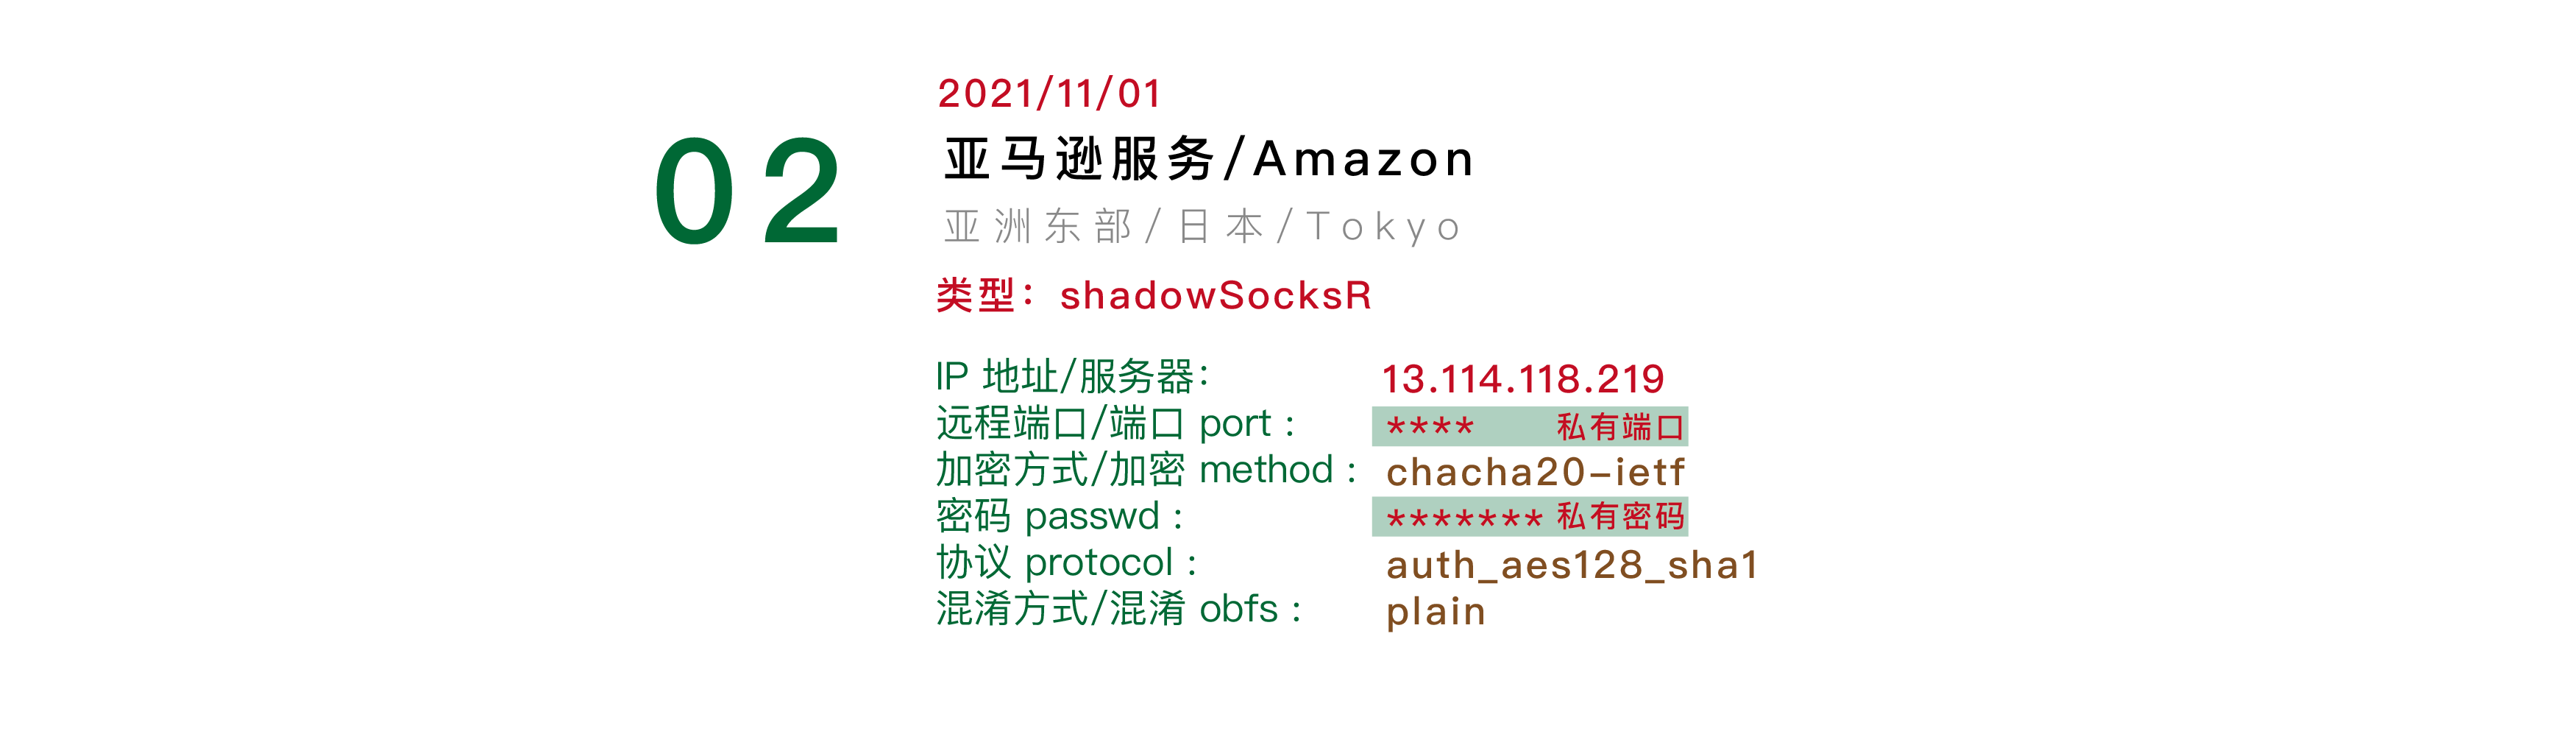 02
2021/11/01
亚马逊服务/Amazon
亚洲东部/日本/Tokyo
类型：shadowSocksR
IP 地址/服务器： 13.114.118.219
远程端口/端口 port : **** 私有端口
加密方式/加密 method : chacha20-ietf
密码 passwd : ******* 私有密码
协议 protocol : auth_aes128_sha1
混淆方式/混淆 obfs : plain